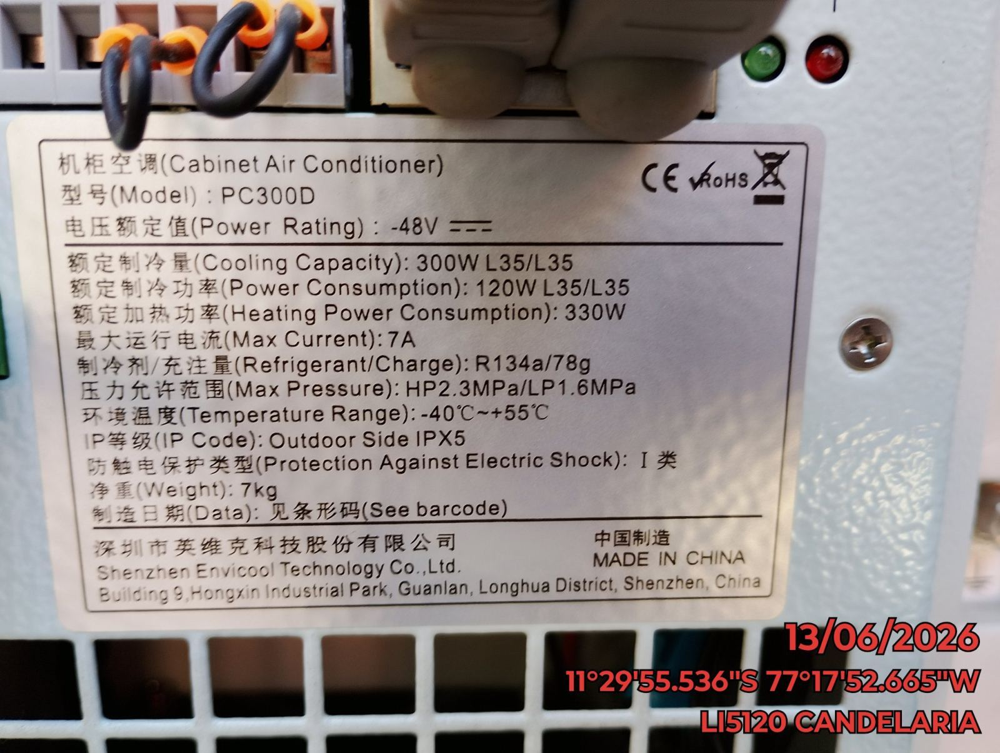 机柜空调(Cabinet Air Conditioner)
CE RoHS
型号(Model) : PC300D
电压额定值(Power Rating) : -48V
额定制冷量(Cooling Capacity): 300W L35/L35
额定制冷功率(Power Consumption): 120W L35/L35
额定加热功率(Heating Power Consumption): 330W
最大运行电流(Max Current): 7A
制冷剂/充注量(Refrigerant/Charge): R134a/78g
压力允许范围(Max Pressure): HP2.3MPa/LP1.6MPa
环境温度(Temperature Range): -40℃~+55℃
IP等级(IP Code): Outdoor Side IPX5
防触电保护类型(Protection Against Electric Shock): I 类
净重(Weight): 7kg
制造日期(Data): 见条形码(See barcode)
深圳市英维克科技股份有限公司
Shenzhen Envicool Technology Co.,Ltd.
中国制造
MADE IN CHINA
Building 9,Hongxin Industrial Park, Guanlan, Longhua District, Shenzhen, China
13/06/2026
11°29'55.536"S 77°17'52.665"W
LI5120 CANDELARIA